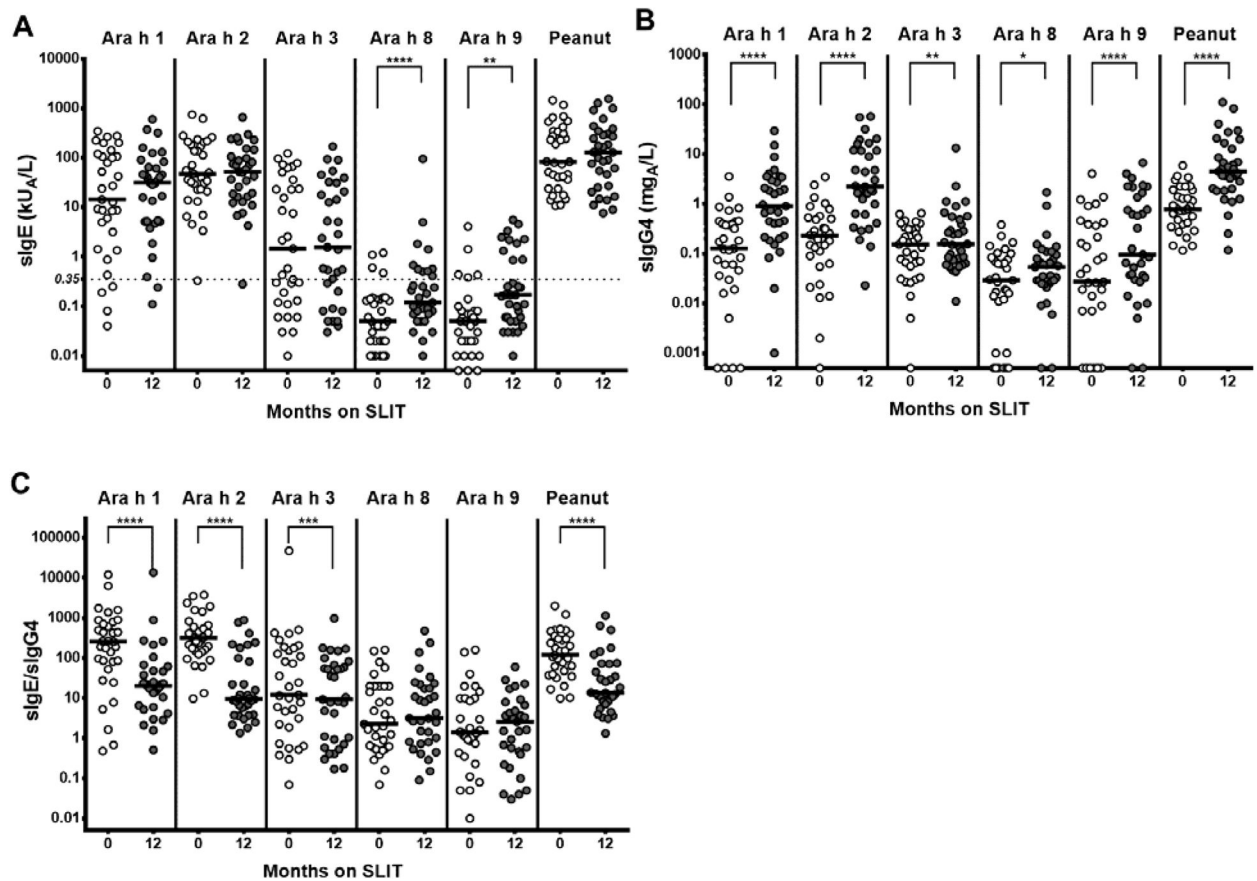 A
Ara h 1 Ara h 2 Ara h 3 Ara h 8 Ara h 9 Peanut
**** **
sIgE (kUA/L)
10000
1000
100
10
1
0.35
0.1
0.01
0 12 0 12 0 12 0 12 0 12 0 12
Months on SLIT
B
Ara h 1 Ara h 2 Ara h 3 Ara h 8 Ara h 9 Peanut
**** **** ** * **** ****
sIgG4 (mgA/L)
1000
100
10
1
0.1
0.01
0.001
0 12 0 12 0 12 0 12 0 12 0 12
Months on SLIT
C
Ara h 1 Ara h 2 Ara h 3 Ara h 8 Ara h 9 Peanut
**** **** *** ****
sIgE/sIgG4
100000
10000
1000
100
10
1
0.1
0.01
0 12 0 12 0 12 0 12 0 12 0 12
Months on SLIT